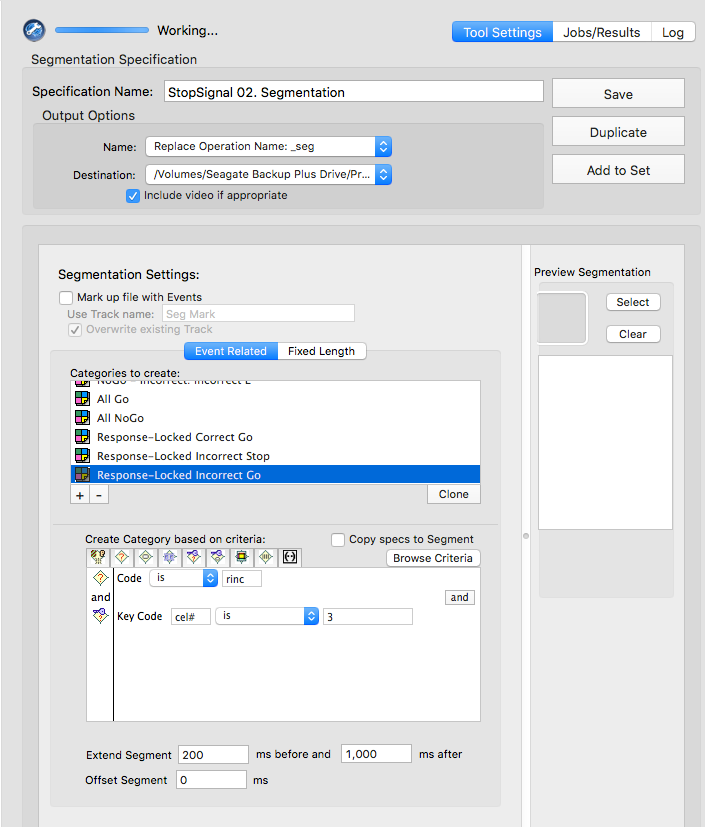 Working...
Tool Settings Jobs/Results Log
Segmentation Specification
Specification Name: StopSignal 02. Segmentation
Save
Output Options
Duplicate
Name: Replace Operation Name: _seg
Destination: /Volumes/Seagate Backup Plus Drive/Pr...
Add to Set
Include video if appropriate
Segmentation Settings:
Preview Segmentation
Mark up file with Events
Select
Use Track name: Seg Mark
Overwrite existing Track
Clear
Event Related Fixed Length
Categories to create:
All Go
All NoGo
Response-Locked Correct Go
Response-Locked Incorrect Stop
Response-Locked Incorrect Go
+ -
Clone
Create Category based on criteria:
Copy specs to Segment
Browse Criteria
Code is rinc
and
and
Key Code cel# is 3
Extend Segment 200 ms before and 1,000 ms after
Offset Segment 0 ms